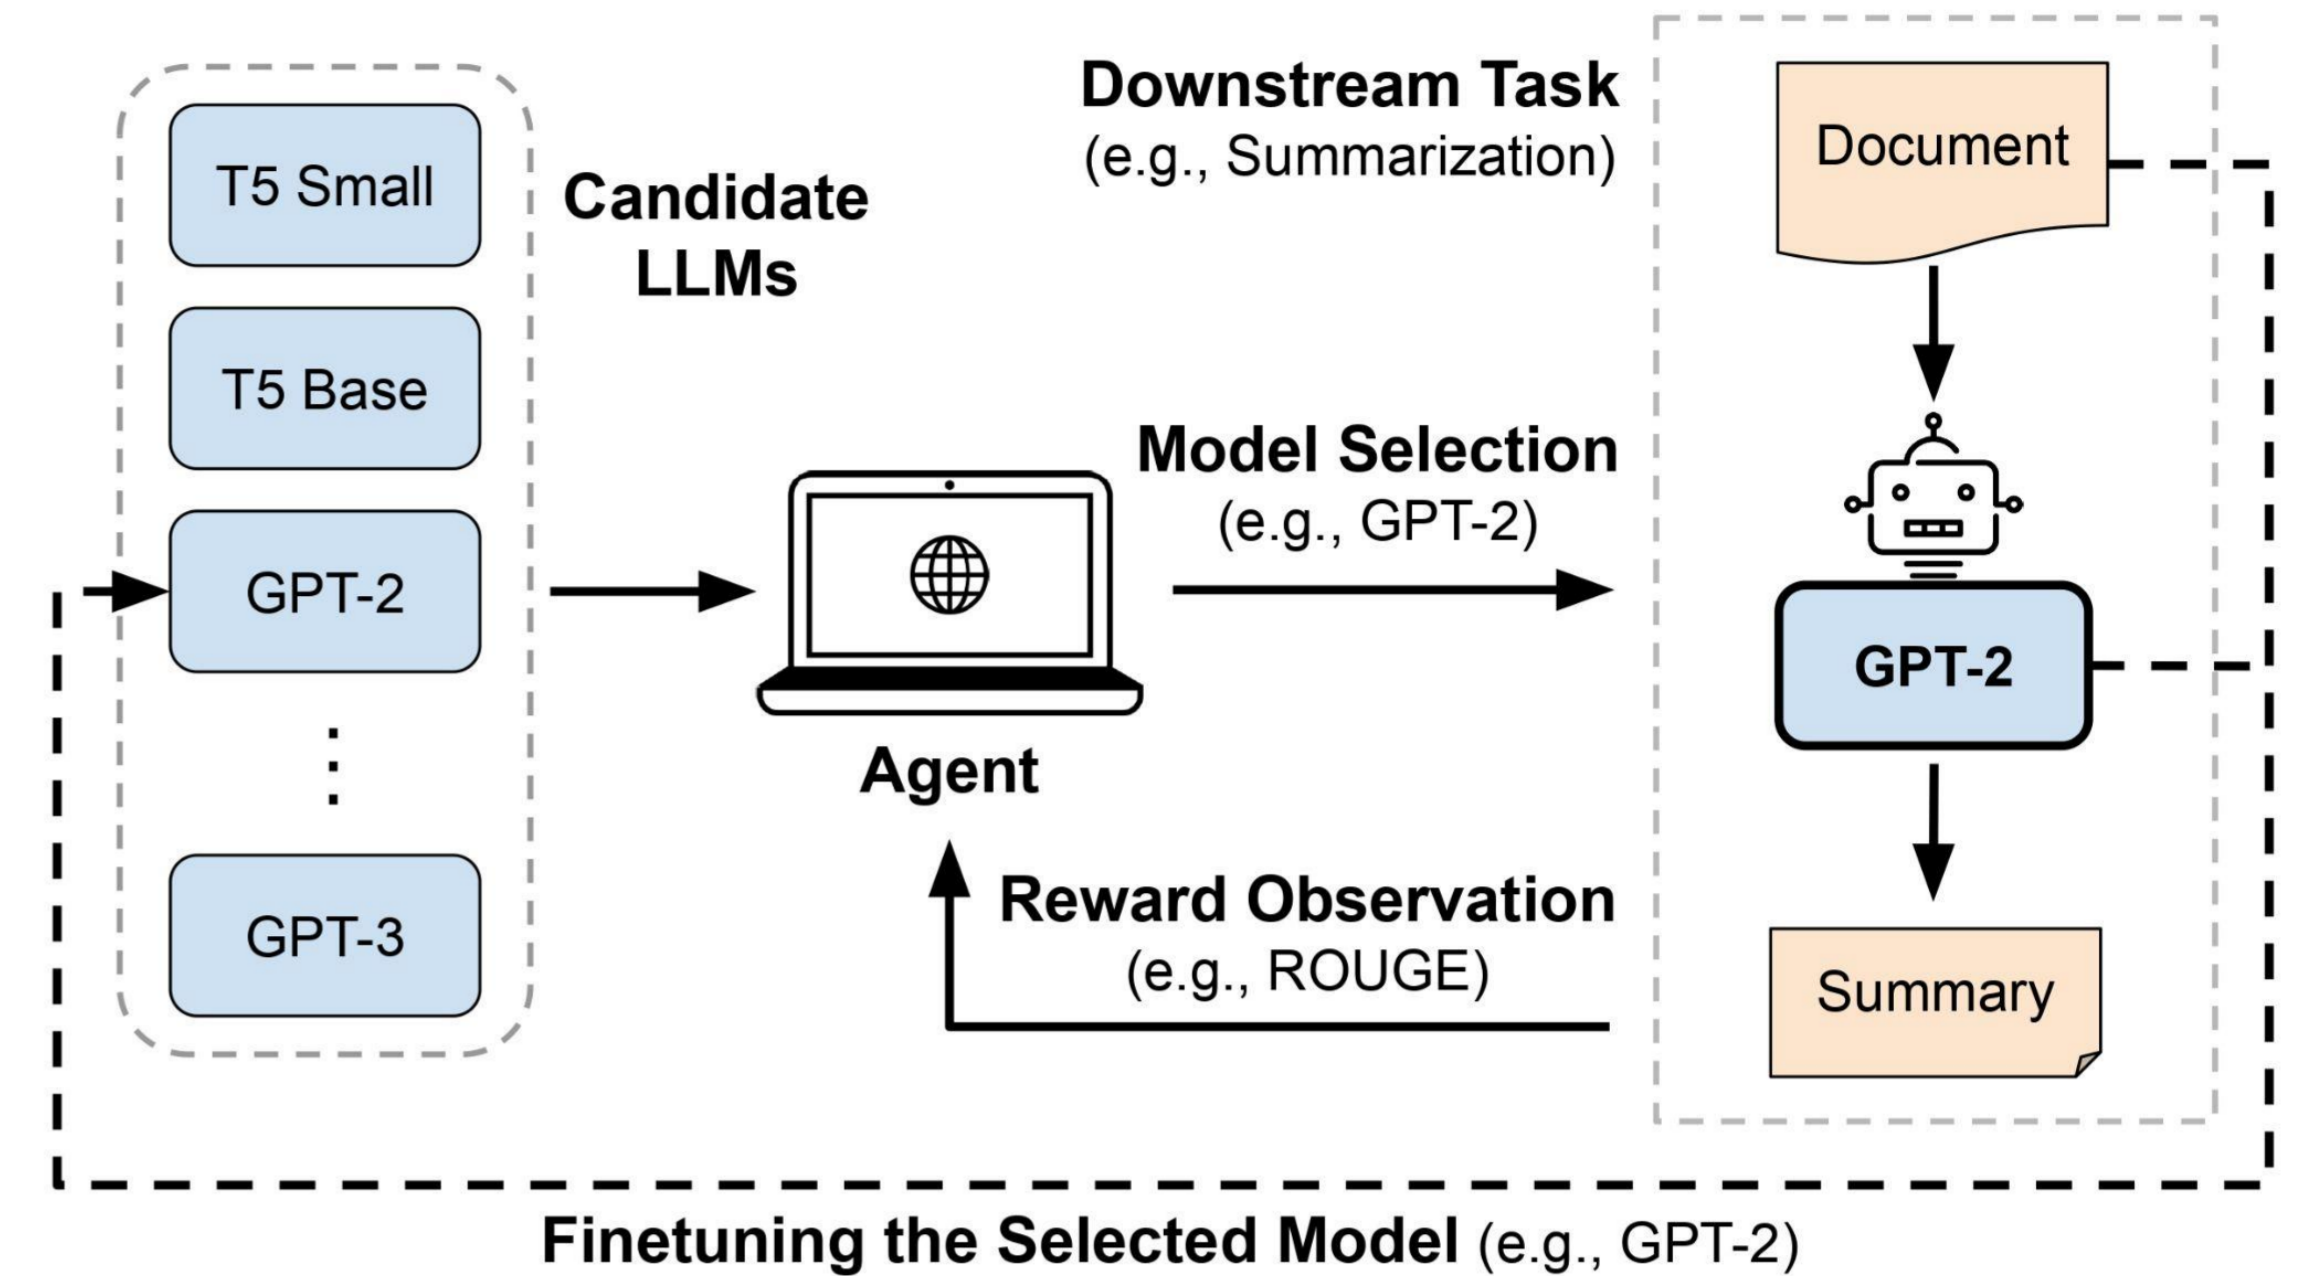 T5 Small
T5 Base
GPT-2
GPT-3
Candidate
LLMs
Agent
Downstream Task
(e.g., Summarization)
Model Selection
(e.g., GPT-2)
Reward Observation
(e.g., ROUGE)
Document
GPT-2
Summary
Finetuning the Selected Model (e.g., GPT-2)